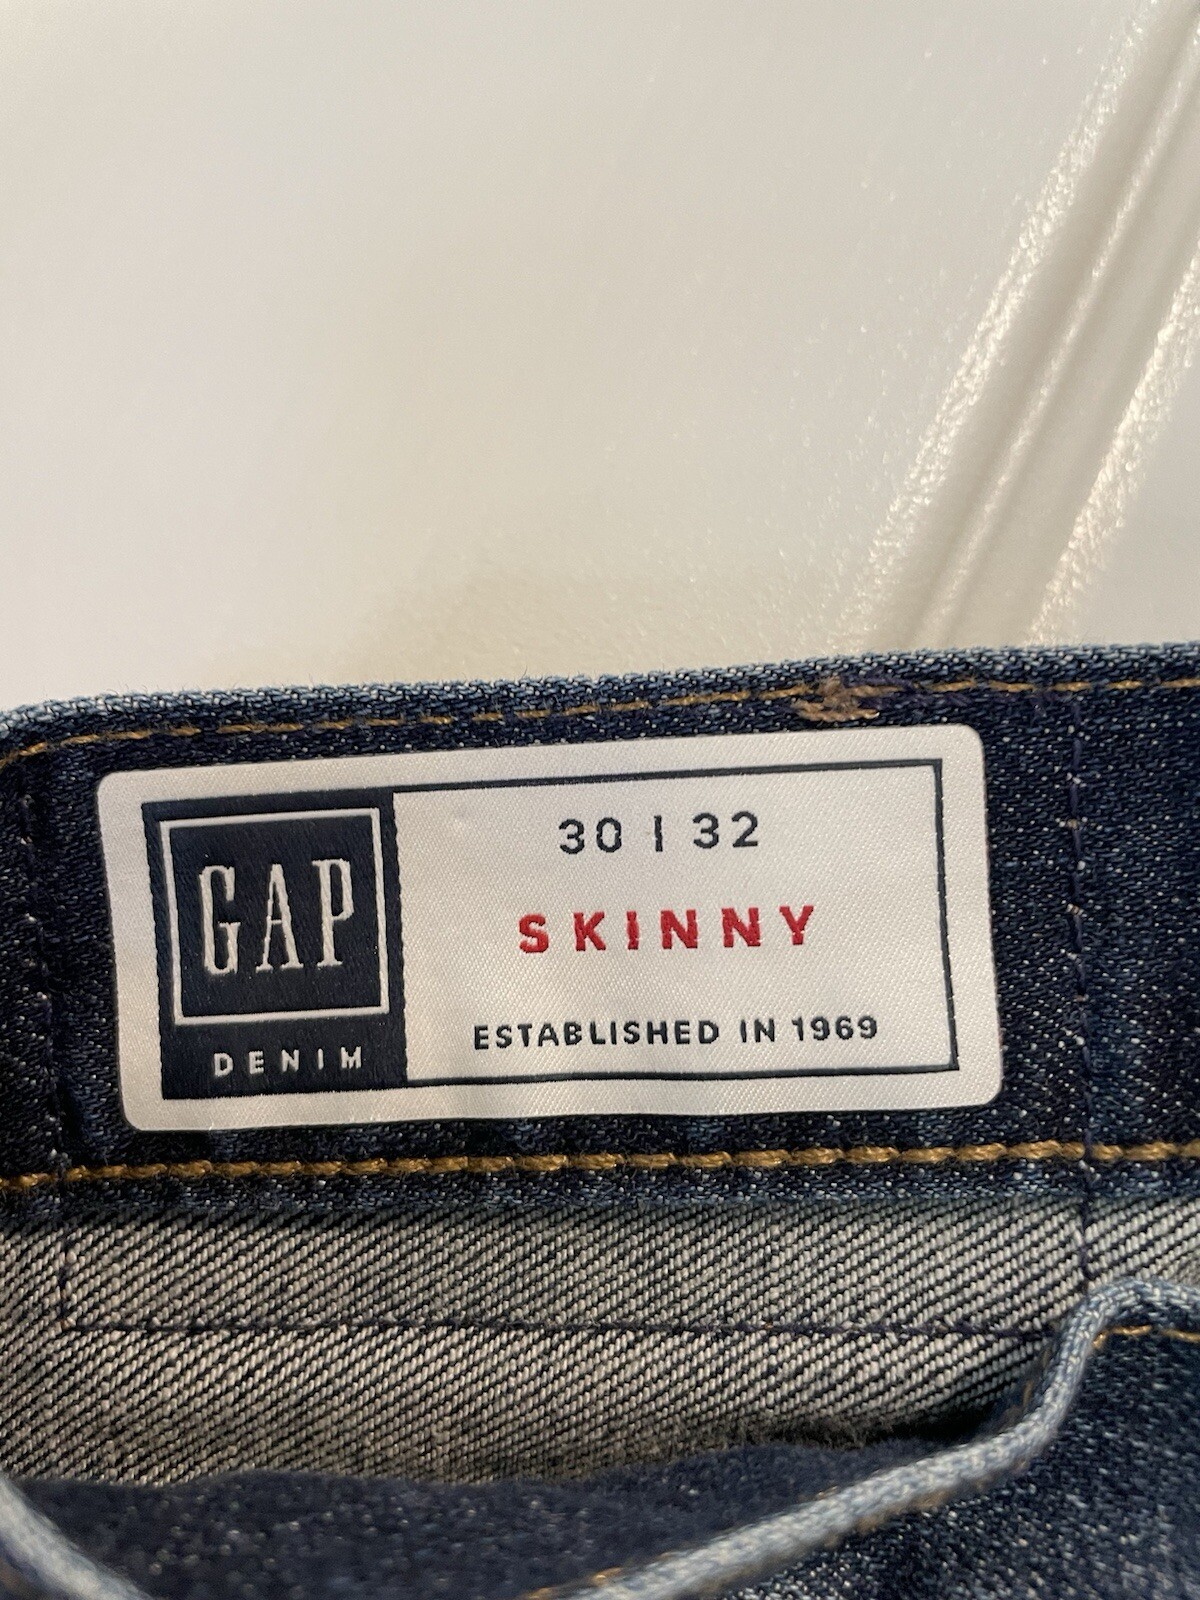 GAP
DENIM
30 | 32
SKINNY
ESTABLISHED IN 1969